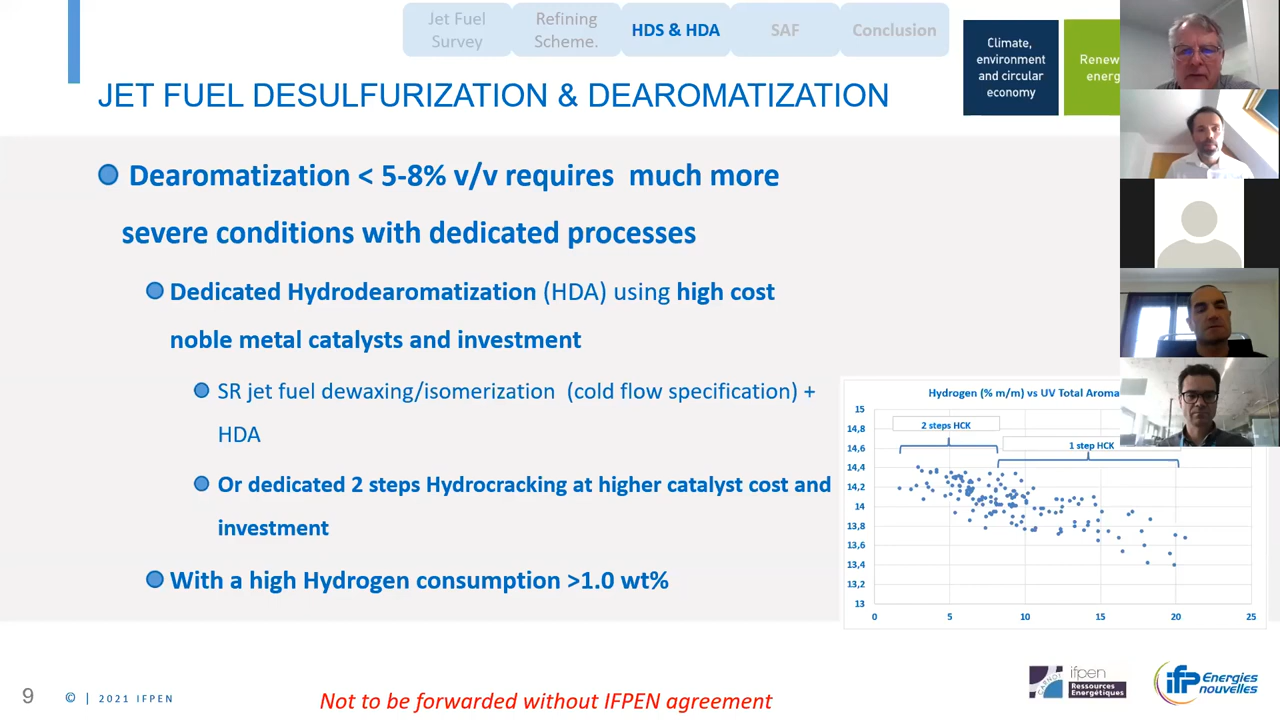 Jet Fuel
Survey
Refining
Scheme.
HDS & HDA
SAF
Conclusion
Climate,
environment
and circular
economy
JET FUEL DESULFURIZATION & DEAROMATIZATION
Dearomatization < 5-8% v/v requires much more
severe conditions with dedicated processes
Dedicated Hydrodearomatization (HDA) using high cost
noble metal catalysts and investment
SR jet fuel dewaxing/isomerization (cold flow specification) +
HDA
Or dedicated 2 steps Hydrocracking at higher catalyst cost and
investment
With a high Hydrogen consumption >1.0 wt%
Hydrogen (% m/m) vs UV Total
2 steps HCK
1 step HCK
15
14,8
14,6
14,4
14,2
14
13,8
13,6
13,4
13,2
13
0 5 10 15 20 25
9
© | 2021 IFPEN
Not to be forwarded without IFPEN agreement
CARNOT
ifpen
Ressources
Energétiques
ifp Energies
nouvelles